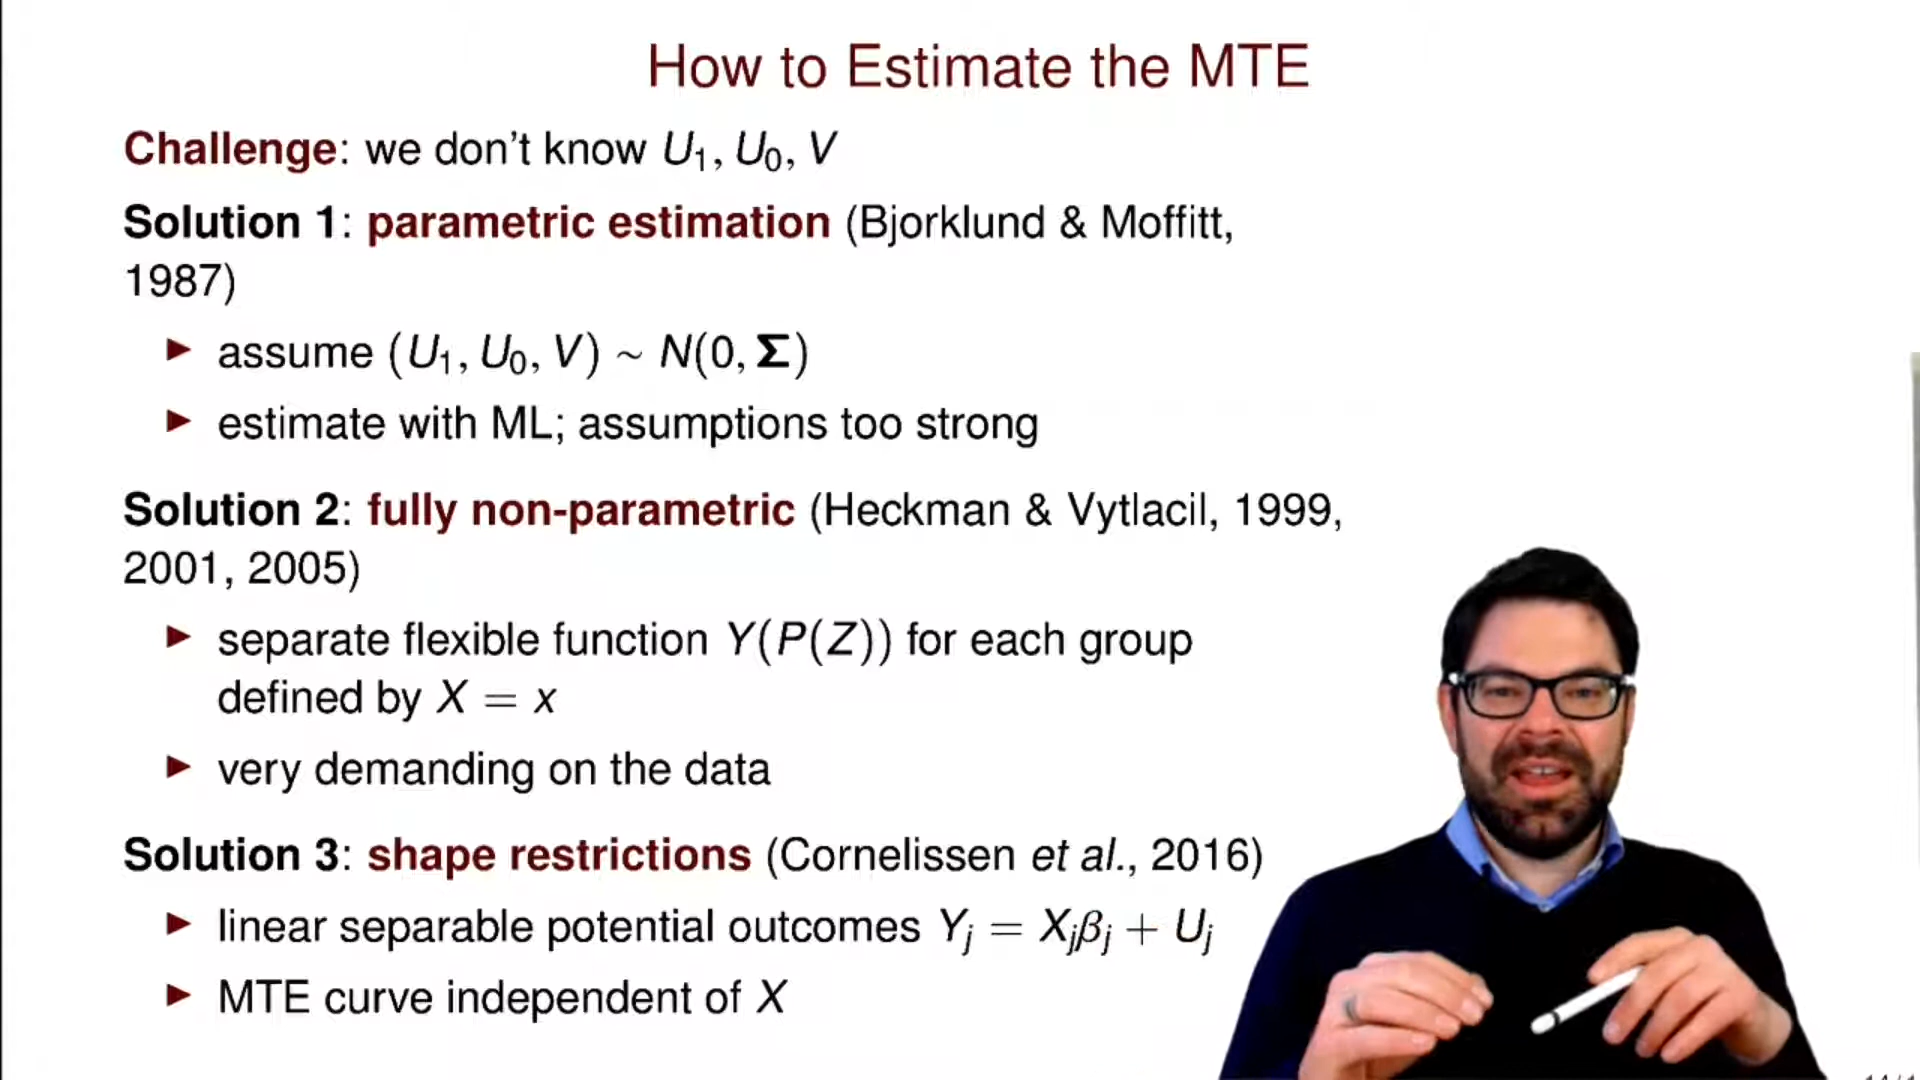 How to Estimate the MTE
Challenge: we don't know U₁, U₀, V
Solution 1: parametric estimation (Bjorklund & Moffitt,
1987)
▶ assume (U₁, U₀, V) ~ N(0, Σ)
▶ estimate with ML; assumptions too strong
Solution 2: fully non-parametric (Heckman & Vytlacil, 1999,
2001, 2005)
▶ separate flexible function Y(P(Z)) for each group
defined by X = x
▶ very demanding on the data
Solution 3: shape restrictions (Cornelissen et al., 2016)
▶ linear separable potential outcomes Yⱼ = Xⱼβⱼ + Uⱼ
▶ MTE curve independent of X